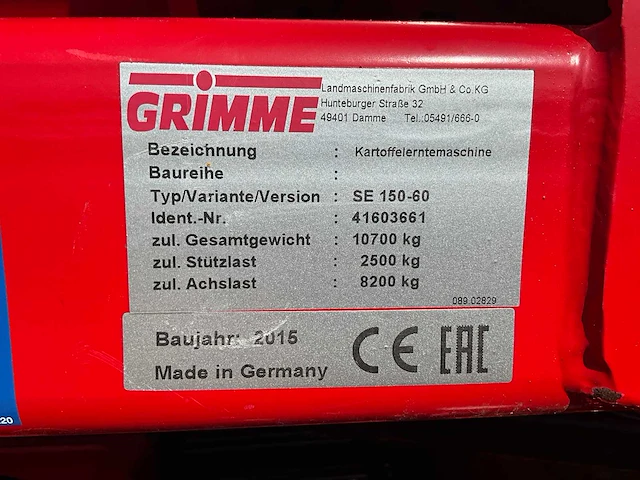 GRIMME
Landmaschinenfabrik GmbH & Co.KG
Hunteburger Straße 32
49401 Damme Tel.:05491/666-0
Bezeichnung : Kartoffelerntemaschine
Baureihe :
Typ/Variante/Version : SE 150-60
Ident.-Nr. : 41603661
zul. Gesamtgewicht : 10700 kg
zul. Stützlast : 2500 kg
zul. Achslast : 8200 kg
089.02829
Baujahr: 2015 CE EAC
Made in Germany
20